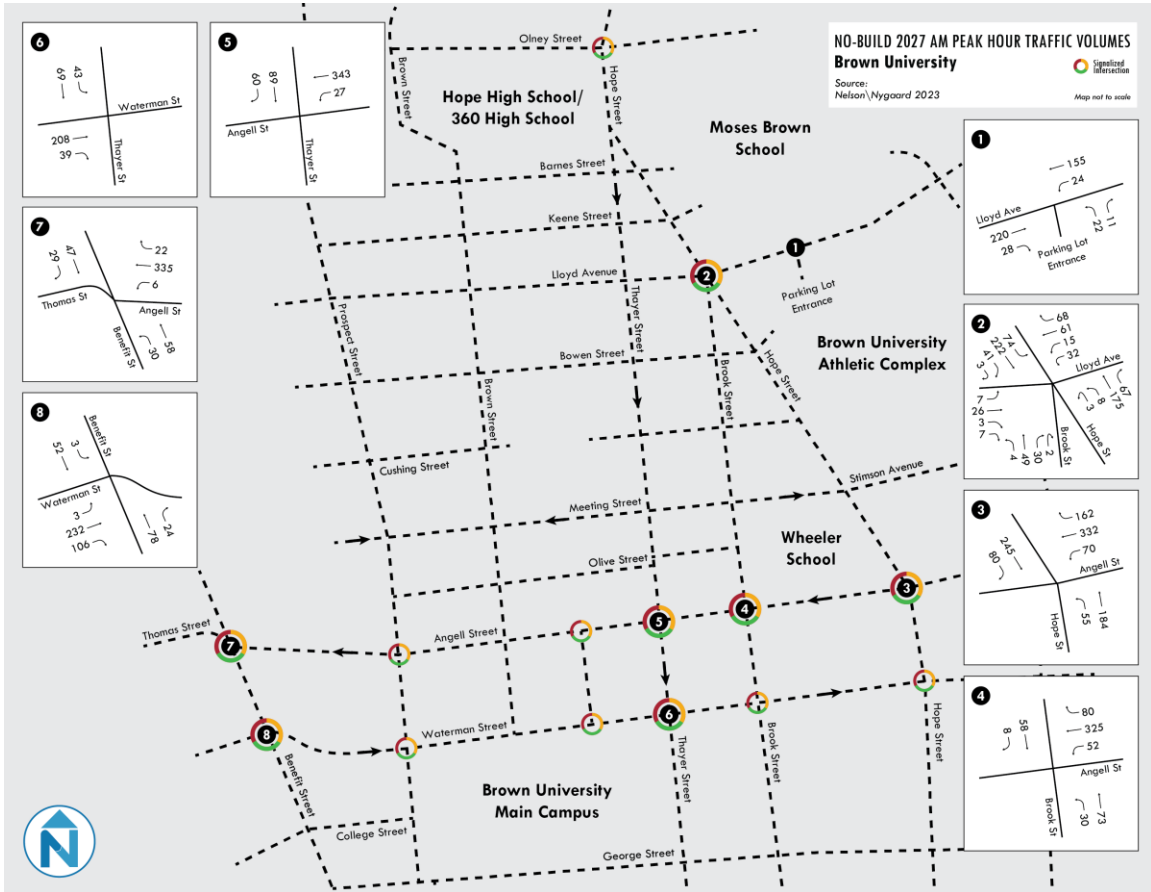 NO-BUILD 2027 AM PEAK HOUR TRAFFIC VOLUMES
Brown University
Signalized
Intersection
Source:
Nelson\Nygaard 2023
Map not to scale
6
43
69
Waterman St
208
39
Thayer St
5
60
89
343
27
Angell St
Thayer St
7
29
47
22
335
6
Thomas St
Angell St
Benefit St
30
58
8
Benefit St
52
3
Waterman St
3
232
106
78
24
1
155
24
Lloyd Ave
220
28
Parking Lot
Entrance
22
11
2
68
61
15
32
74
222
41
3
Lloyd Ave
7
26
3
7
4
49
30
2
3
8
175
67
Brook St
Hope St
3
162
332
70
245
80
Angell St
55
184
Hope St
4
80
325
52
58
8
Angell St
Brook St
30
73
Olney Street
Brown Street
Hope Street
Hope High School/
360 High School
Moses Brown
School
Barnes Street
Keene Street
1
2
Lloyd Avenue
Parking Lot
Entrance
Prospect Street
Thayer Street
Brown University
Athletic Complex
Bowen Street
Brown Street
Brook Street
Hope Street
Cushing Street
Stimson Avenue
Meeting Street
Wheeler
School
Olive Street
3
4
5
Thomas Street
Angell Street
7
6
8
Waterman Street
Hope Street
Benefit Street
Thayer Street
Brook Street
Brown University
Main Campus
College Street
George Street
N